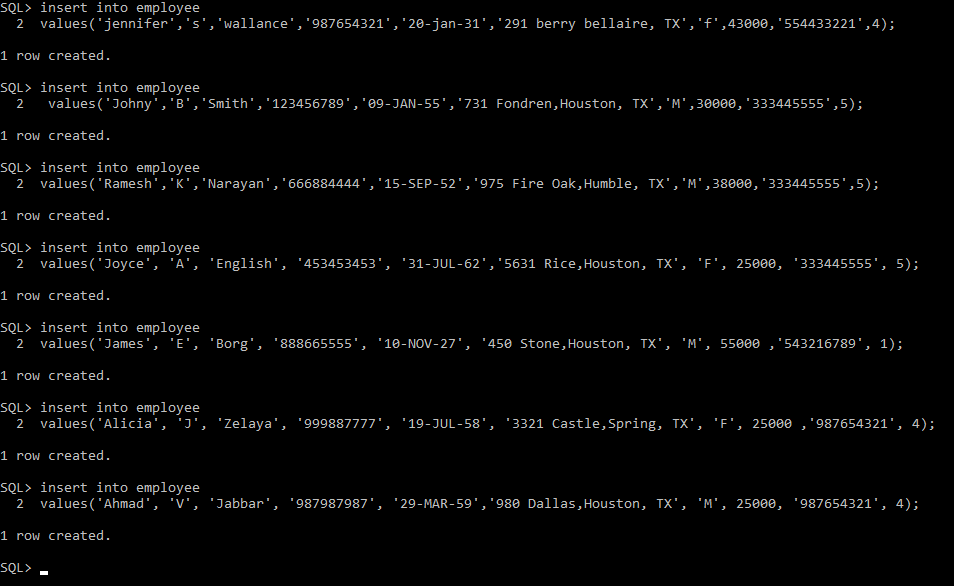 SQL> insert into employee
  2  values('jennifer','s','wallance','987654321','20-jan-31','291 berry bellaire, TX','f',43000,'554433221',4);
1 row created.
SQL> insert into employee
  2   values('Johny','B','Smith','123456789','09-JAN-55','731 Fondren,Houston, TX','M',30000,'333445555',5);
1 row created.
SQL> insert into employee
  2  values('Ramesh','K','Narayan','666884444','15-SEP-52','975 Fire Oak,Humble, TX','M',38000,'333445555',5);
1 row created.
SQL> insert into employee
  2  values('Joyce', 'A', 'English', '453453453', '31-JUL-62','5631 Rice,Houston, TX', 'F', 25000, '333445555', 5);
1 row created.
SQL> insert into employee
  2  values('James', 'E', 'Borg', '888665555', '10-NOV-27', '450 Stone,Houston, TX', 'M', 55000 ,'543216789', 1);
1 row created.
SQL> insert into employee
  2  values('Alicia', 'J', 'Zelaya', '999887777', '19-JUL-58', '3321 Castle,Spring, TX', 'F', 25000 ,'987654321', 4);
1 row created.
SQL> insert into employee
  2  values('Ahmad', 'V', 'Jabbar', '987987987', '29-MAR-59','980 Dallas,Houston, TX', 'M', 25000, '987654321', 4);
1 row created.
SQL>